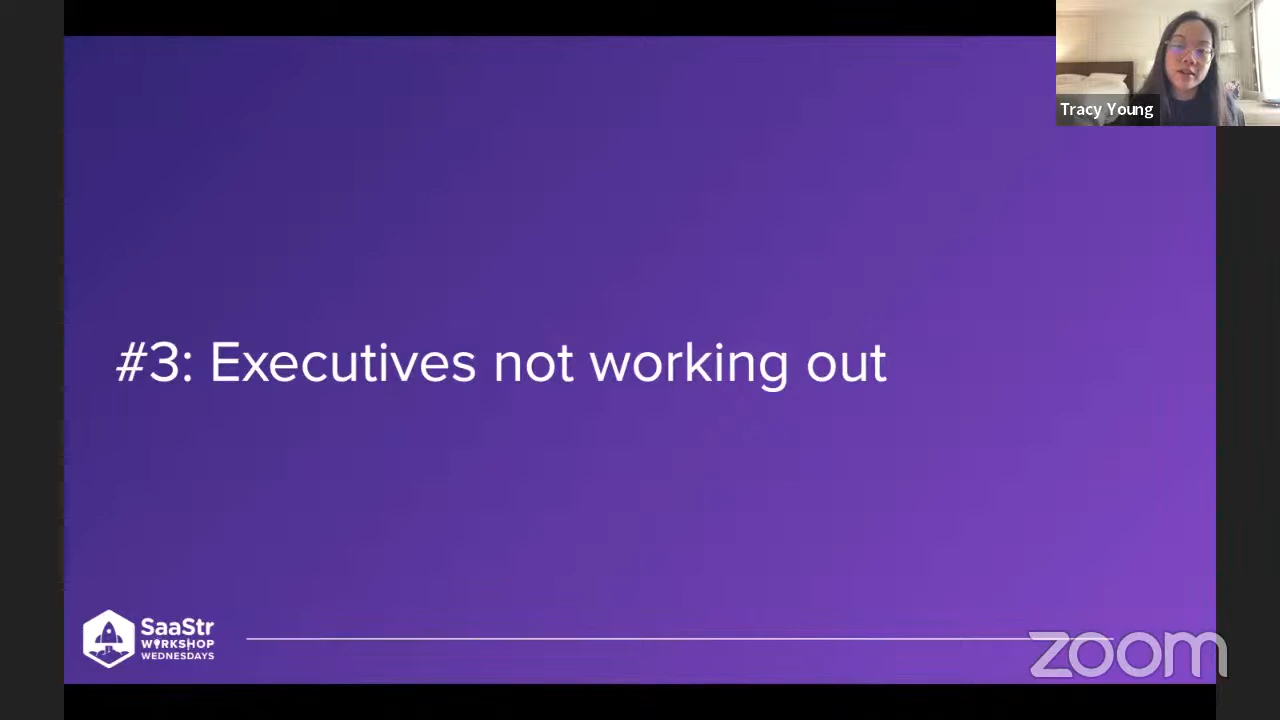 Tracy Young
#3: Executives not working out
SaaStr
WORKSHOP
WEDNESDAYS
zoom